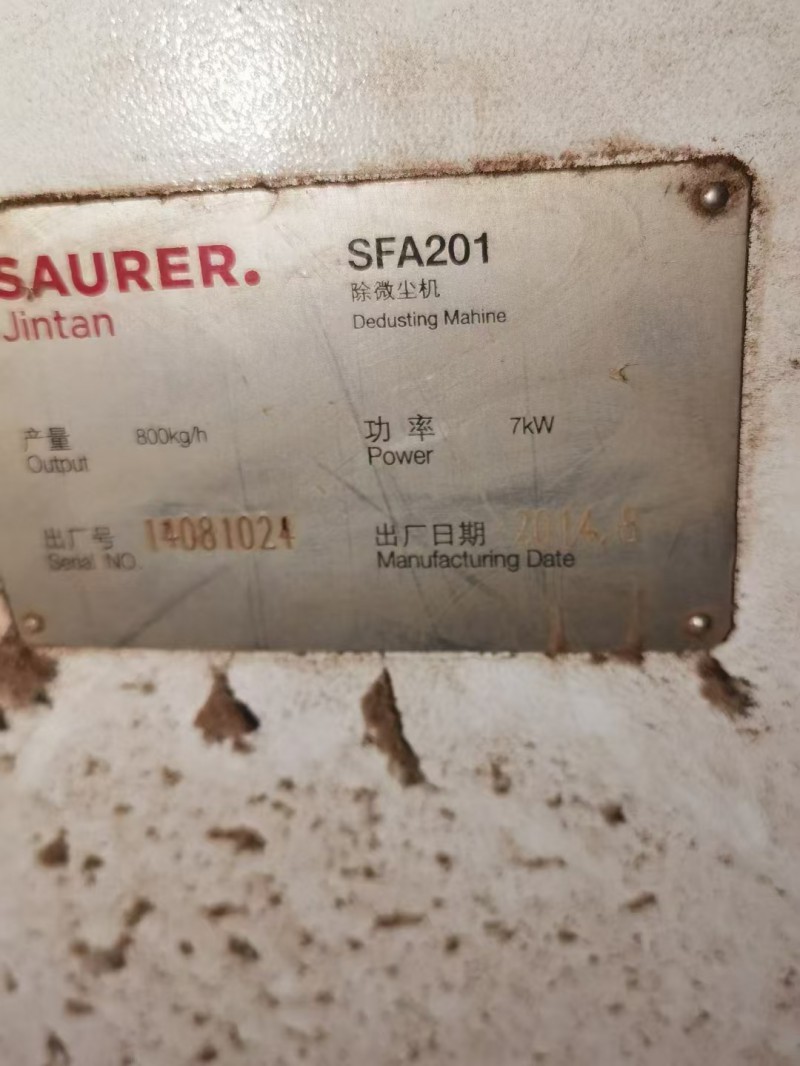 SAURER.
Jintan
SFA201
除微尘机
Dedusting Mahine
产量 800kg/h
Output
功率 7kW
Power
出厂号 14081024
Serial NO.
出厂日期 2014.8
Manufacturing Date